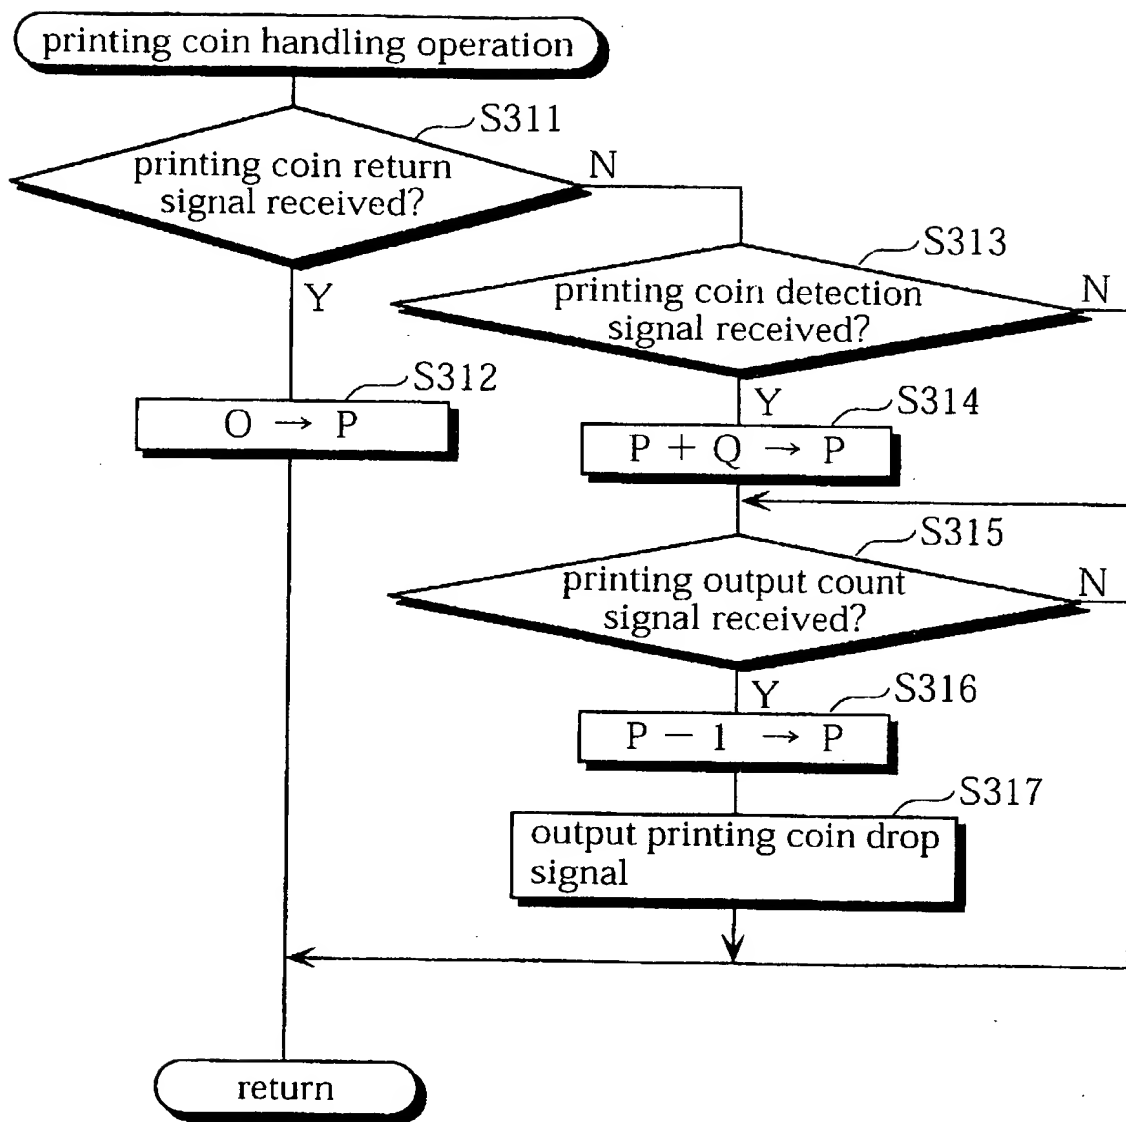 printing coin handling operation
S311
printing coin return
signal received?
N
Y
S312
O → P
S313
printing coin detection
signal received?
N
Y
S314
P + Q → P
S315
printing output count
signal received?
N
Y
S316
P − 1 → P
S317
output printing coin drop
signal
return